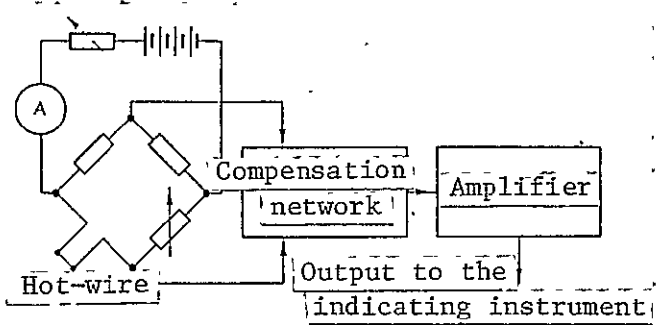 A
Compensation
network
Amplifier
Hot-wire
Output to the
indicating instrument